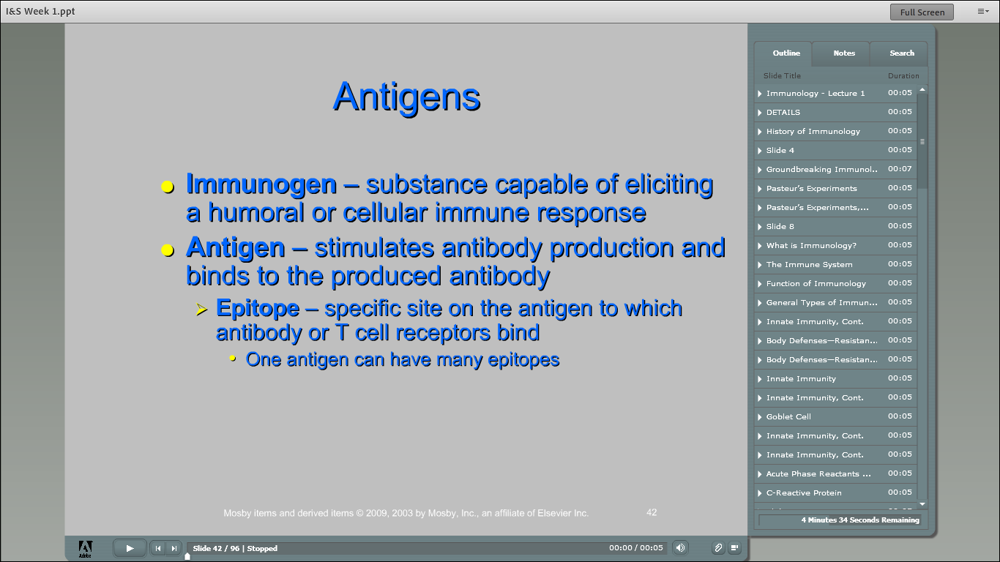 I&S Week 1.ppt
Full Screen
Antigens
Immunogen – substance capable of eliciting
a humoral or cellular immune response
Antigen – stimulates antibody production and
binds to the produced antibody
Epitope – specific site on the antigen to which
antibody or T cell receptors bind
One antigen can have many epitopes
Mosby items and derived items © 2009, 2003 by Mosby, Inc., an affiliate of Elsevier Inc. 42
Outline Notes Search
Slide Title Duration
Immunology - Lecture 1 00:05
DETAILS 00:05
History of Immunology 00:05
Slide 4 00:05
Groundbreaking Immunol.. 00:07
Pasteur's Experiments 00:05
Pasteur's Experiments,... 00:05
Slide 8 00:05
What is Immunology? 00:05
The Immune System 00:05
Function of Immunology 00:05
General Types of Immun... 00:05
Innate Immunity, Cont. 00:05
Body Defenses—Resistan... 00:05
Body Defenses—Resistan... 00:05
Innate Immunity 00:05
Innate Immunity, Cont. 00:05
Goblet Cell 00:05
Innate Immunity, Cont. 00:05
Innate Immunity, Cont. 00:05
Acute Phase Reactants ... 00:05
C-Reactive Protein 00:05
4 Minutes 34 Seconds Remaining
Adobe
Slide 42 / 96 | Stopped 00:00 / 00:05